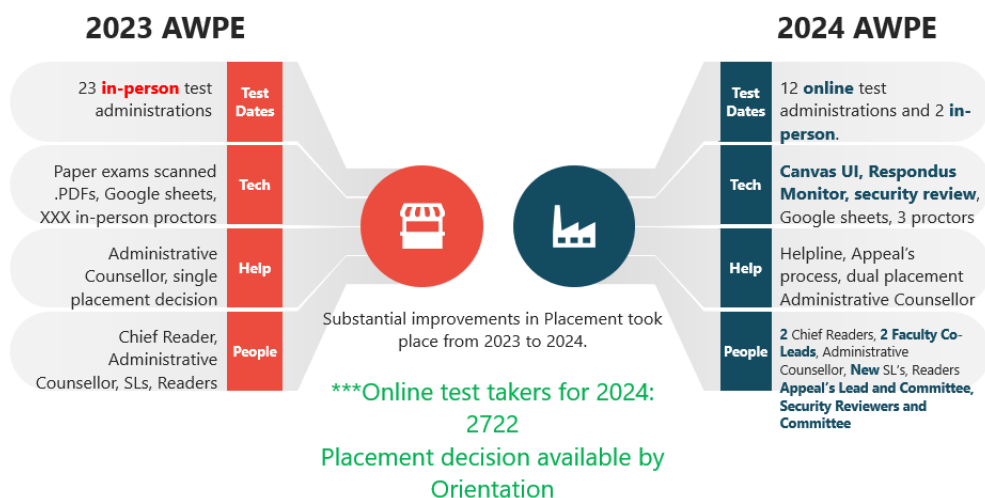 2023 AWPE
23 in-person test
administrations
Test
Dates
Paper exams scanned
.PDFs, Google sheets,
XXX in-person proctors
Tech
Administrative
Counsellor, single
placement decision
Help
Chief Reader,
Administrative
Counsellor, SLs, Readers
People
Substantial improvements in Placement took
place from 2023 to 2024.
***Online test takers for 2024:
2722
Placement decision available by
Orientation
2024 AWPE
Test
Dates
12 online test
administrations and 2 in-
person.
Tech
Canvas UI, Respondus
Monitor, security review,
Google sheets, 3 proctors
Help
Helpline, Appeal's
process, dual placement
Administrative Counsellor
People
2 Chief Readers, 2 Faculty Co-
Leads, Administrative
Counsellor, New SL's, Readers
Appeal's Lead and Committee,
Security Reviewers and
Committee